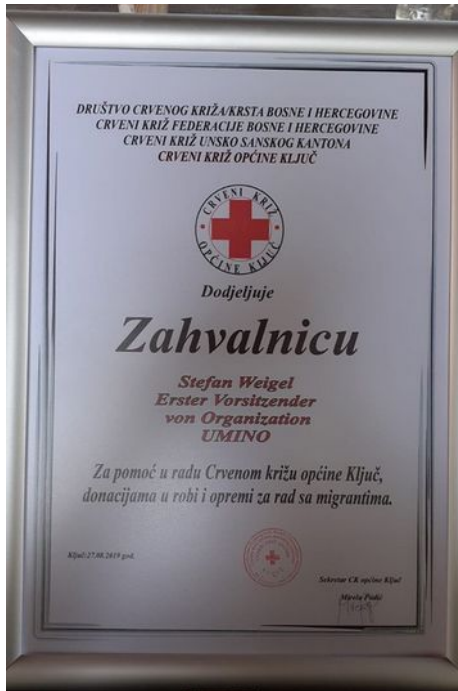 DRUŠTVO CRVENOG KRIŽA/KRSTA BOSNE I HERCEGOVINE
CRVENI KRIŽ FEDERACIJE BOSNE I HERCEGOVINE
CRVENI KRIŽ UNSKO SANSKOG KANTONA
CRVENI KRIŽ OPĆINE KLJUČ
CRVENI KRIŽ
OPĆINE KLJUČ
Dodjeljuje
Zahvalnicu
Stefan Weigel
Erster Vorsitzender
von Organization
UMINO
Za pomoć u radu Crvenom križu općine Ključ,
donacijama u robi i opremi za rad sa migrantima.
Ključ:27.08.2019 god.
Sekretar CK općine Ključ
Mirela